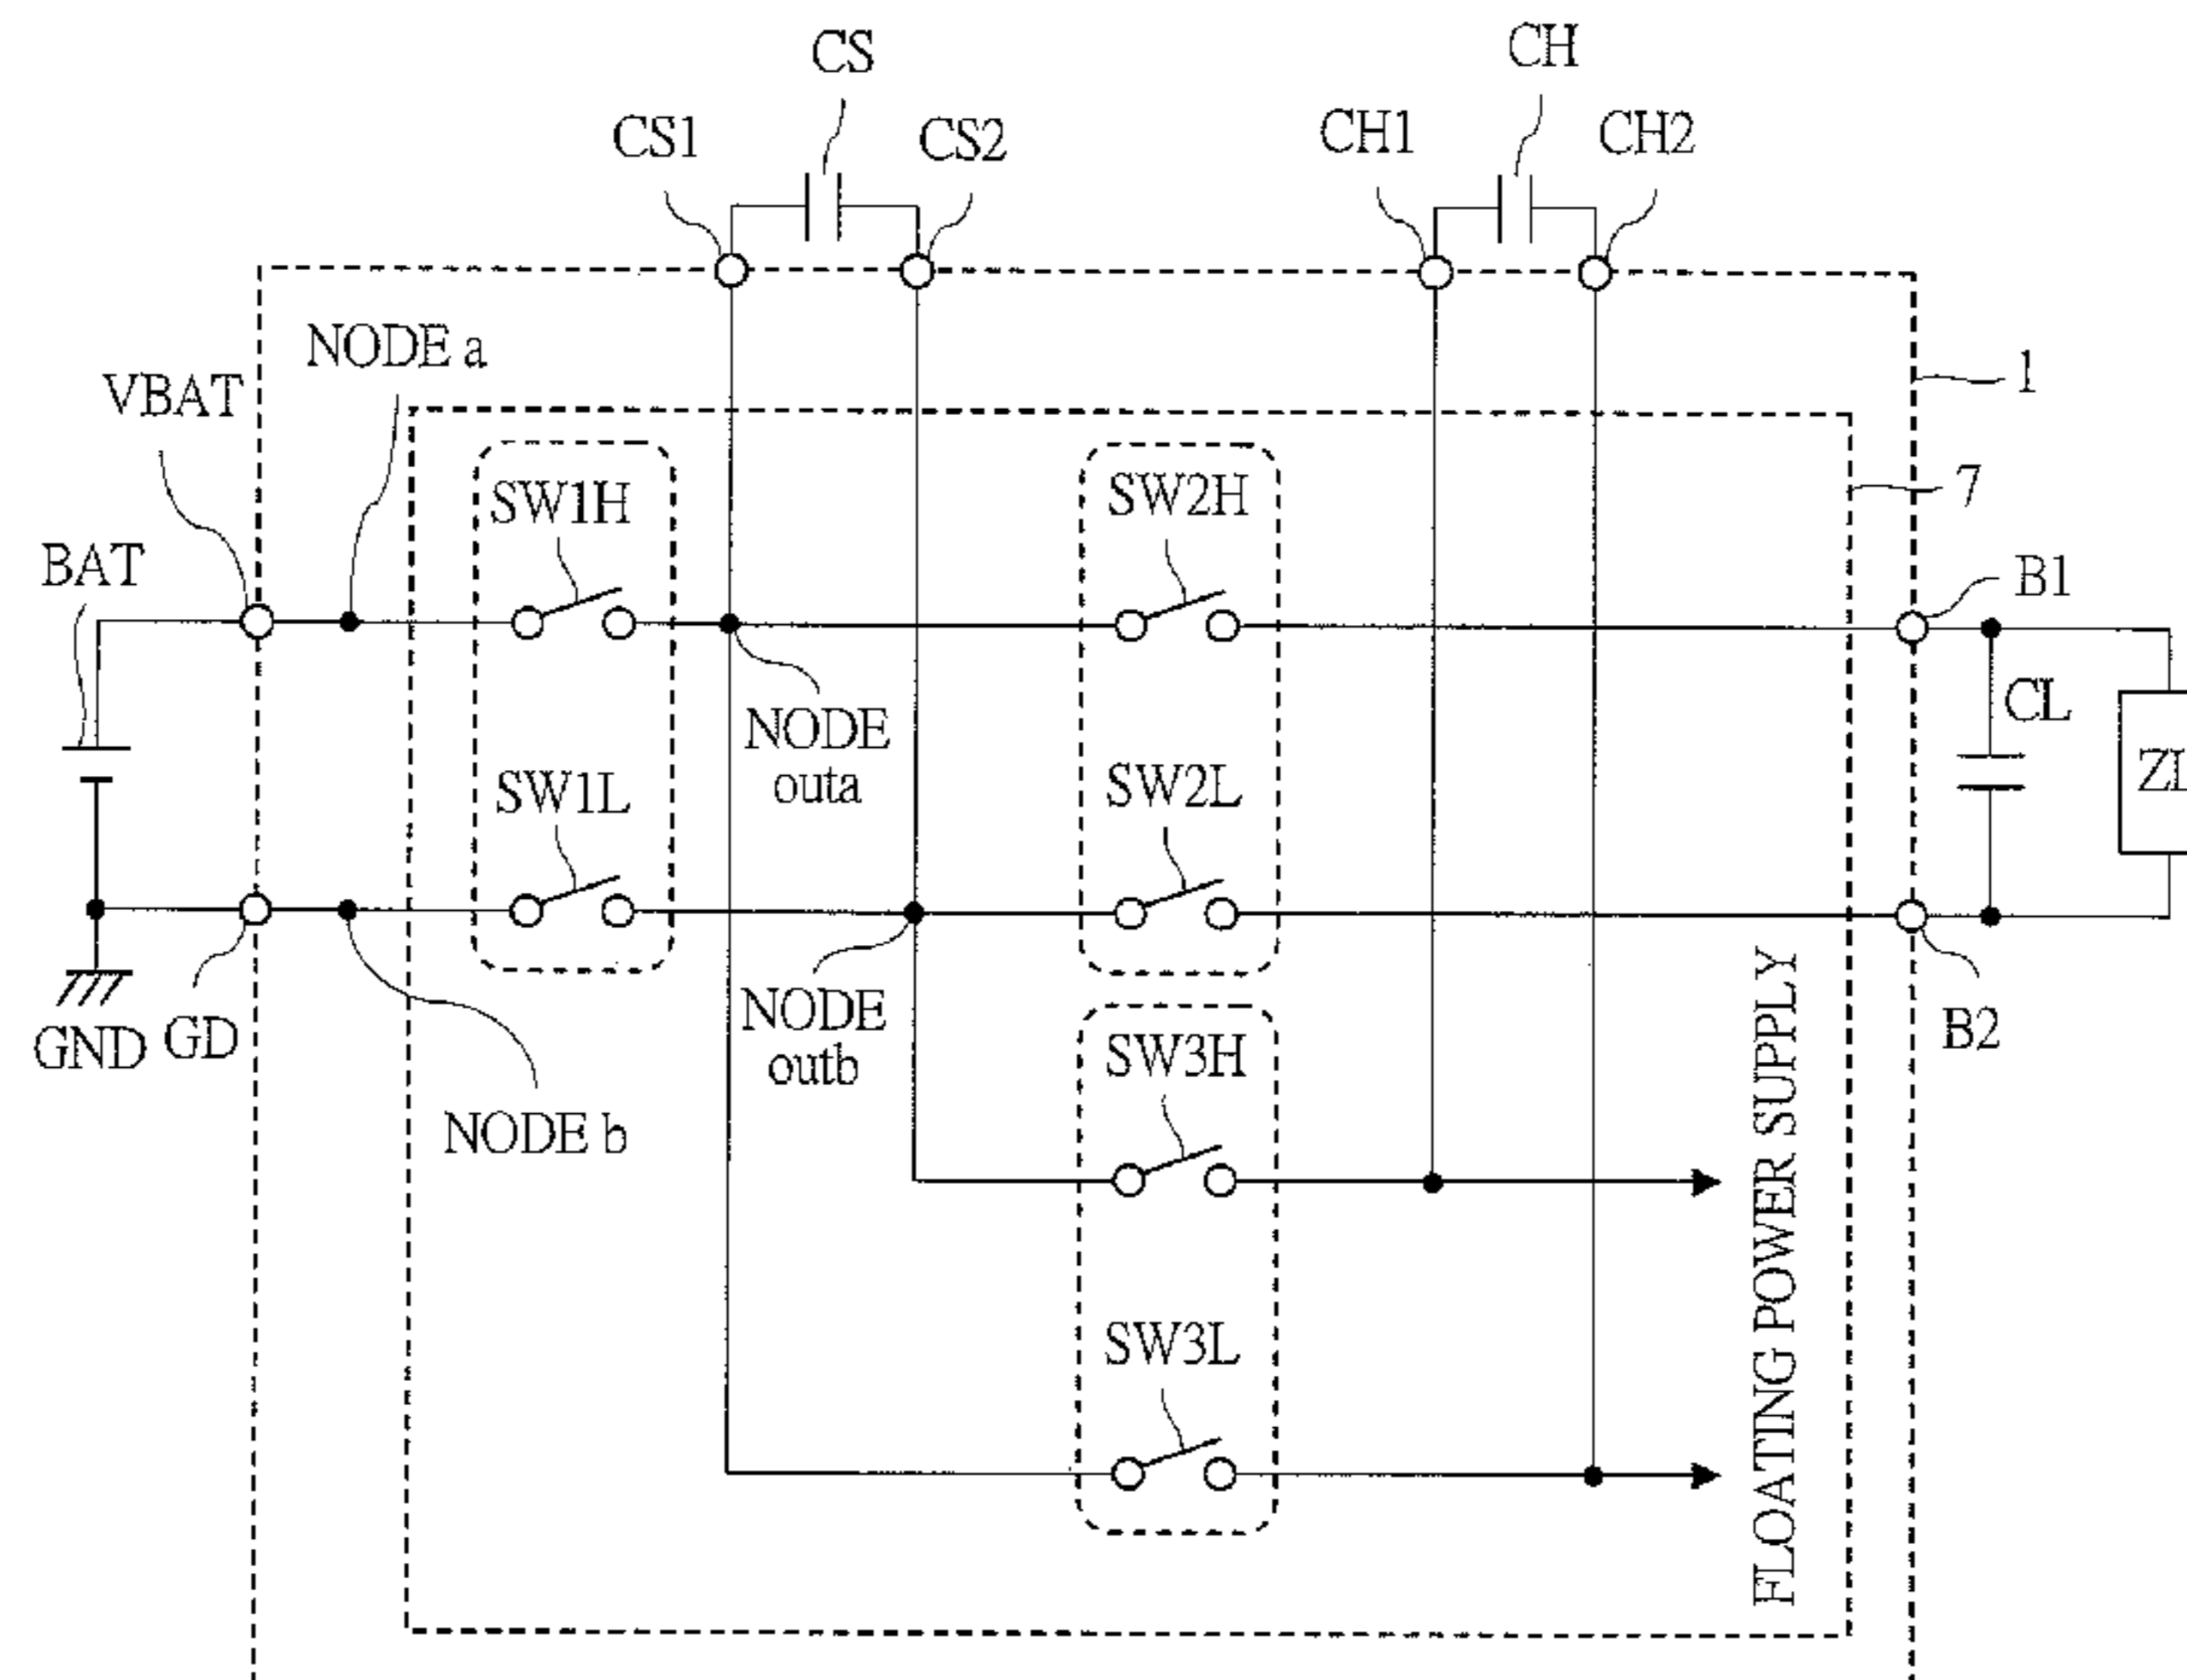 CS
CH
CS1
CS2
CH1
CH2
NODE a
1
VBAT
7
SW1H
SW2H
BAT
B1
NODE
outa
CL
SW1L
SW2L
NODE
outb
GND
GD
B2
SW3H
NODE b
SW3L
FLOATING POWER SUPPLY